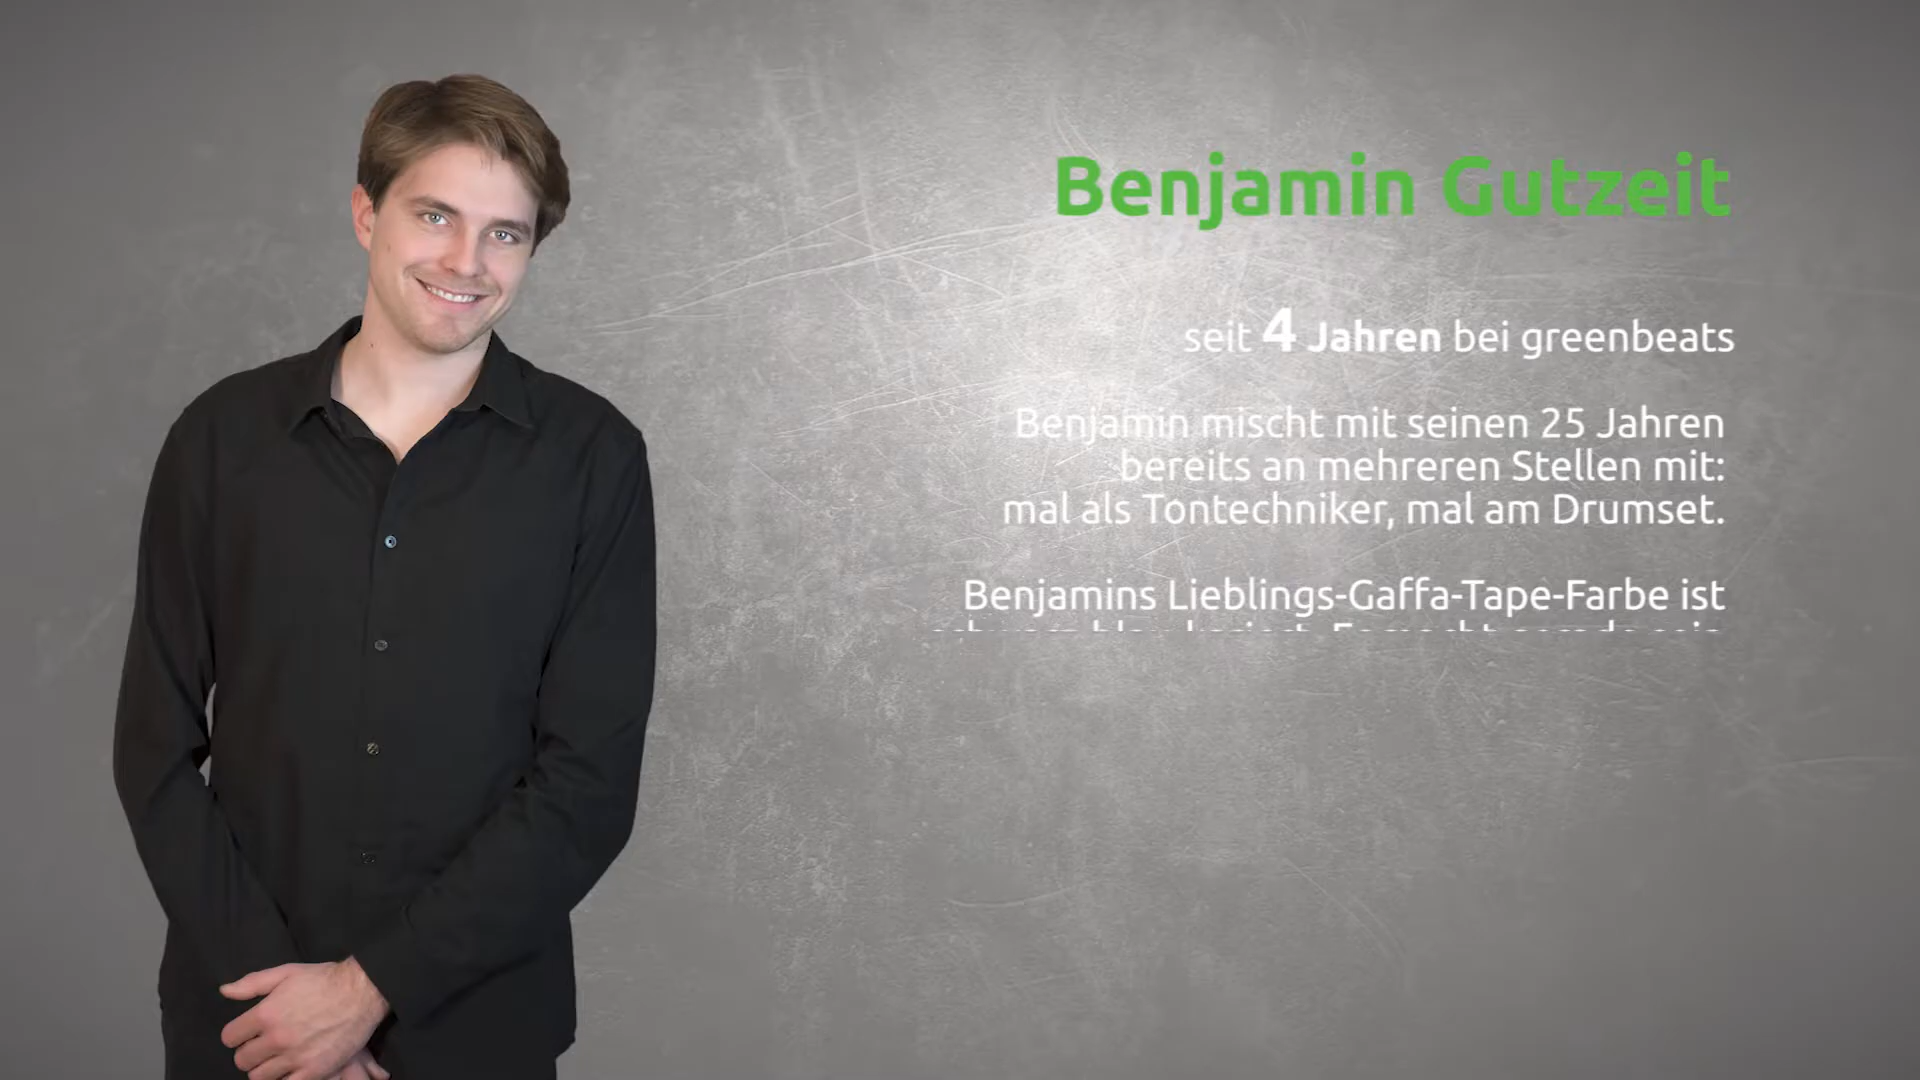 Benjamin Gutzeit
seit 4 Jahren bei greenbeats
Benjamin mischt mit seinen 25 Jahren
bereits an mehreren Stellen mit:
mal als Tontechniker, mal am Drumset.
Benjamins Lieblings-Gaffa-Tape-Farbe ist